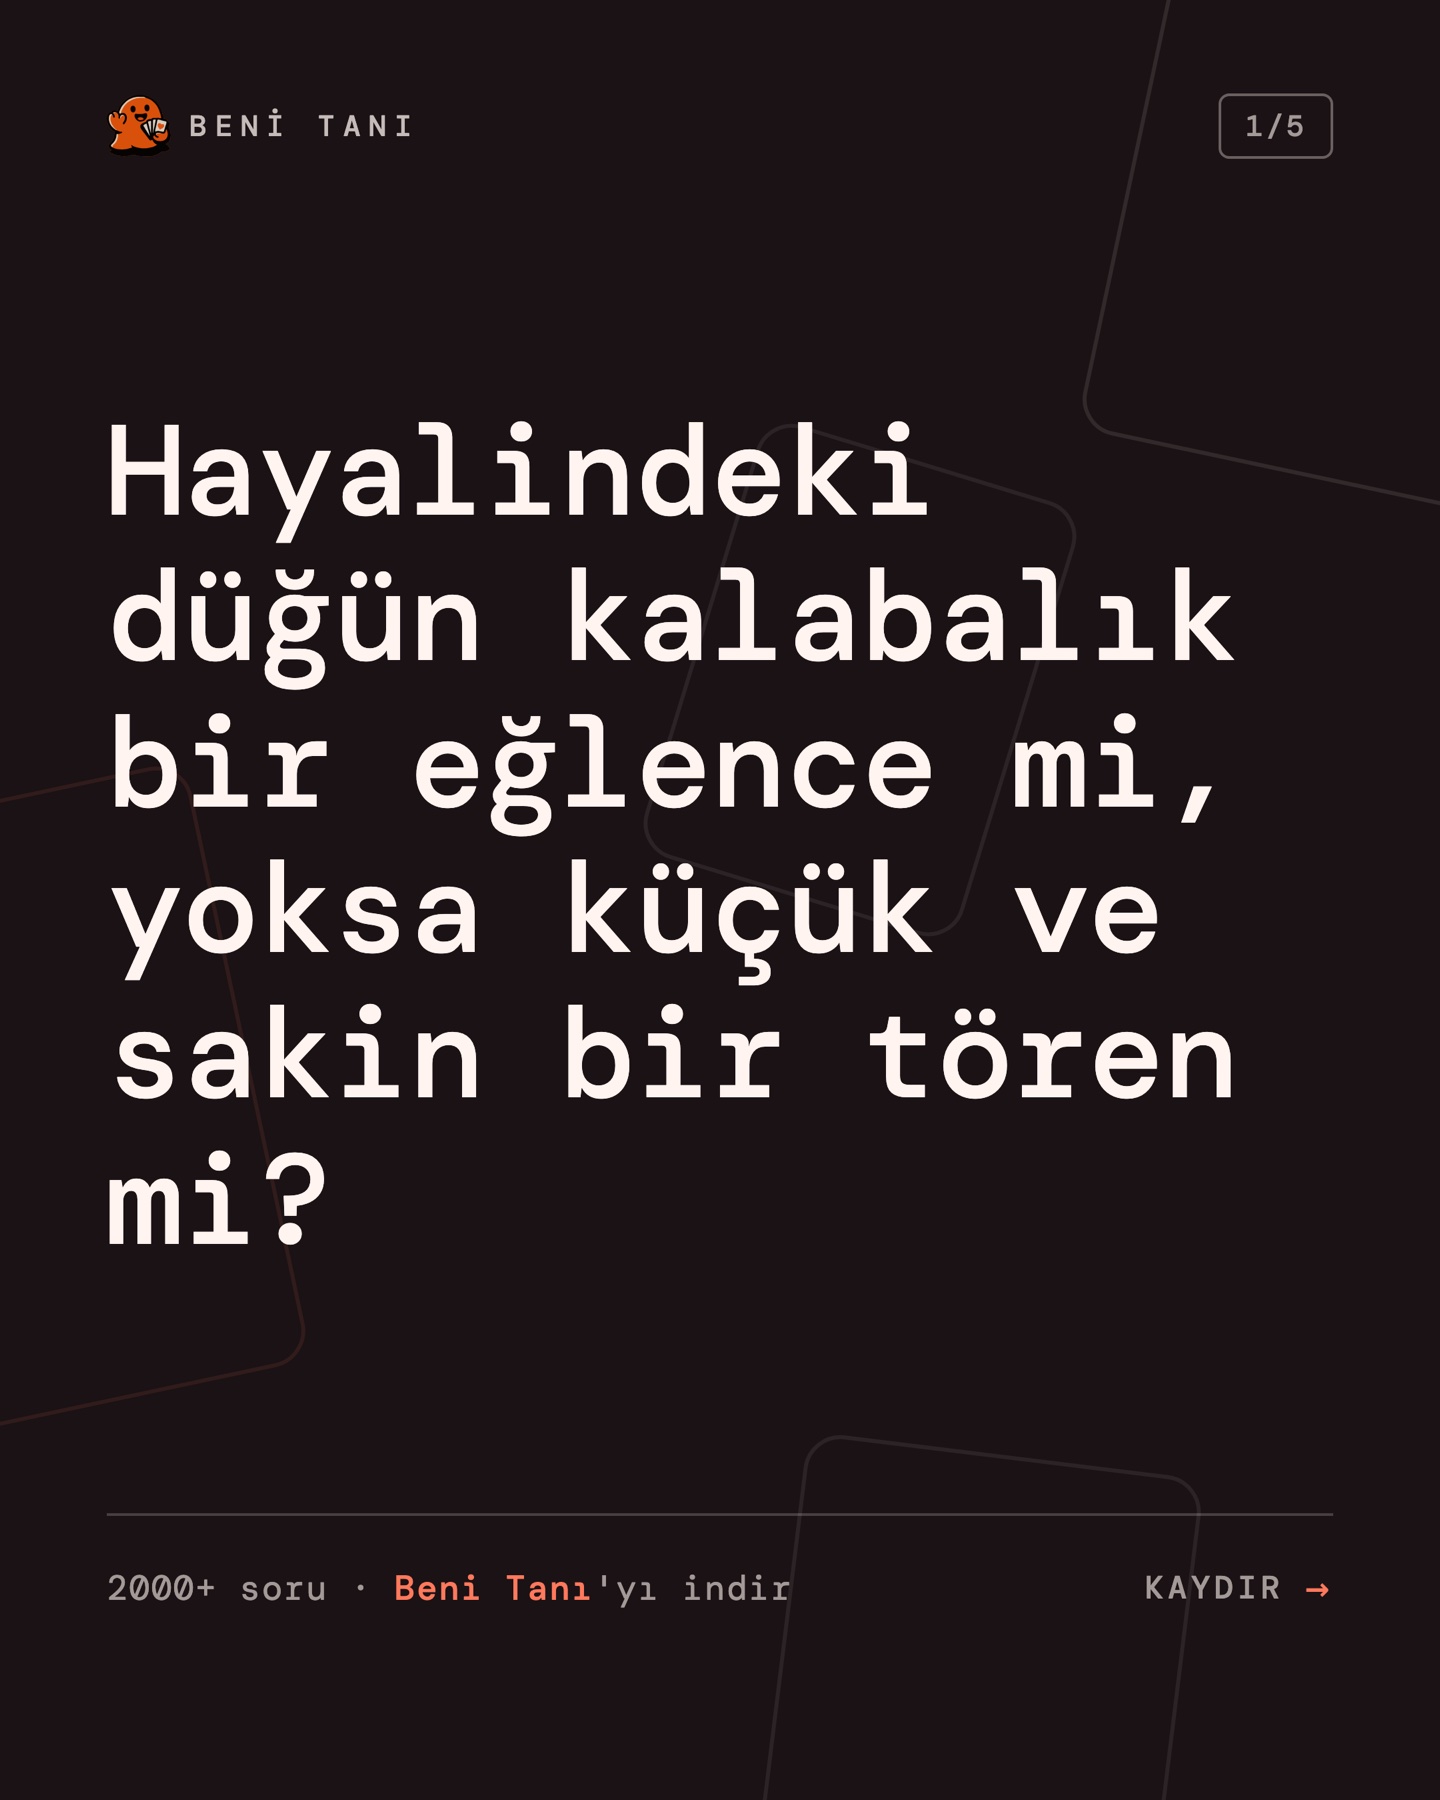 BENİ TANI
1/5
Hayalindeki
düğün kalabalık
bir eğlence mi,
yoksa küçük ve
sakin bir tören
mi?
2000+ soru · Beni Tanı'yı indir
KAYDIR →